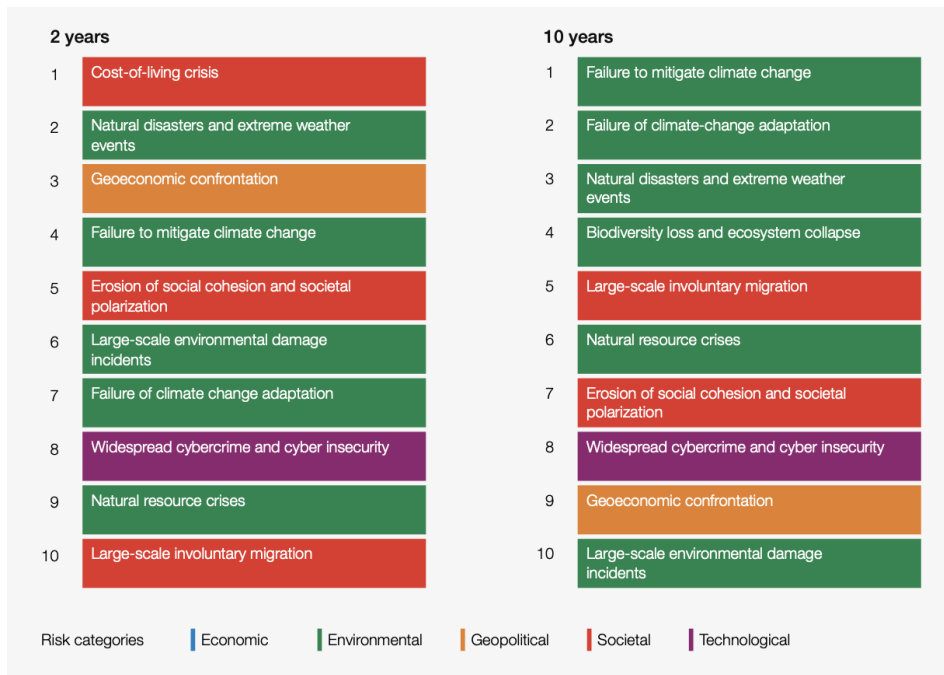 2 years
1
Cost-of-living crisis
2
Natural disasters and extreme weather
events
3
Geoeconomic confrontation
4
Failure to mitigate climate change
5
Erosion of social cohesion and societal
polarization
6
Large-scale environmental damage
incidents
7
Failure of climate change adaptation
8
Widespread cybercrime and cyber insecurity
9
Natural resource crises
10
Large-scale involuntary migration
10 years
1
Failure to mitigate climate change
2
Failure of climate-change adaptation
3
Natural disasters and extreme weather
events
4
Biodiversity loss and ecosystem collapse
5
Large-scale involuntary migration
6
Natural resource crises
7
Erosion of social cohesion and societal
polarization
8
Widespread cybercrime and cyber insecurity
9
Geoeconomic confrontation
10
Large-scale environmental damage
incidents
Risk categories
Economic
Environmental
Geopolitical
Societal
Technological